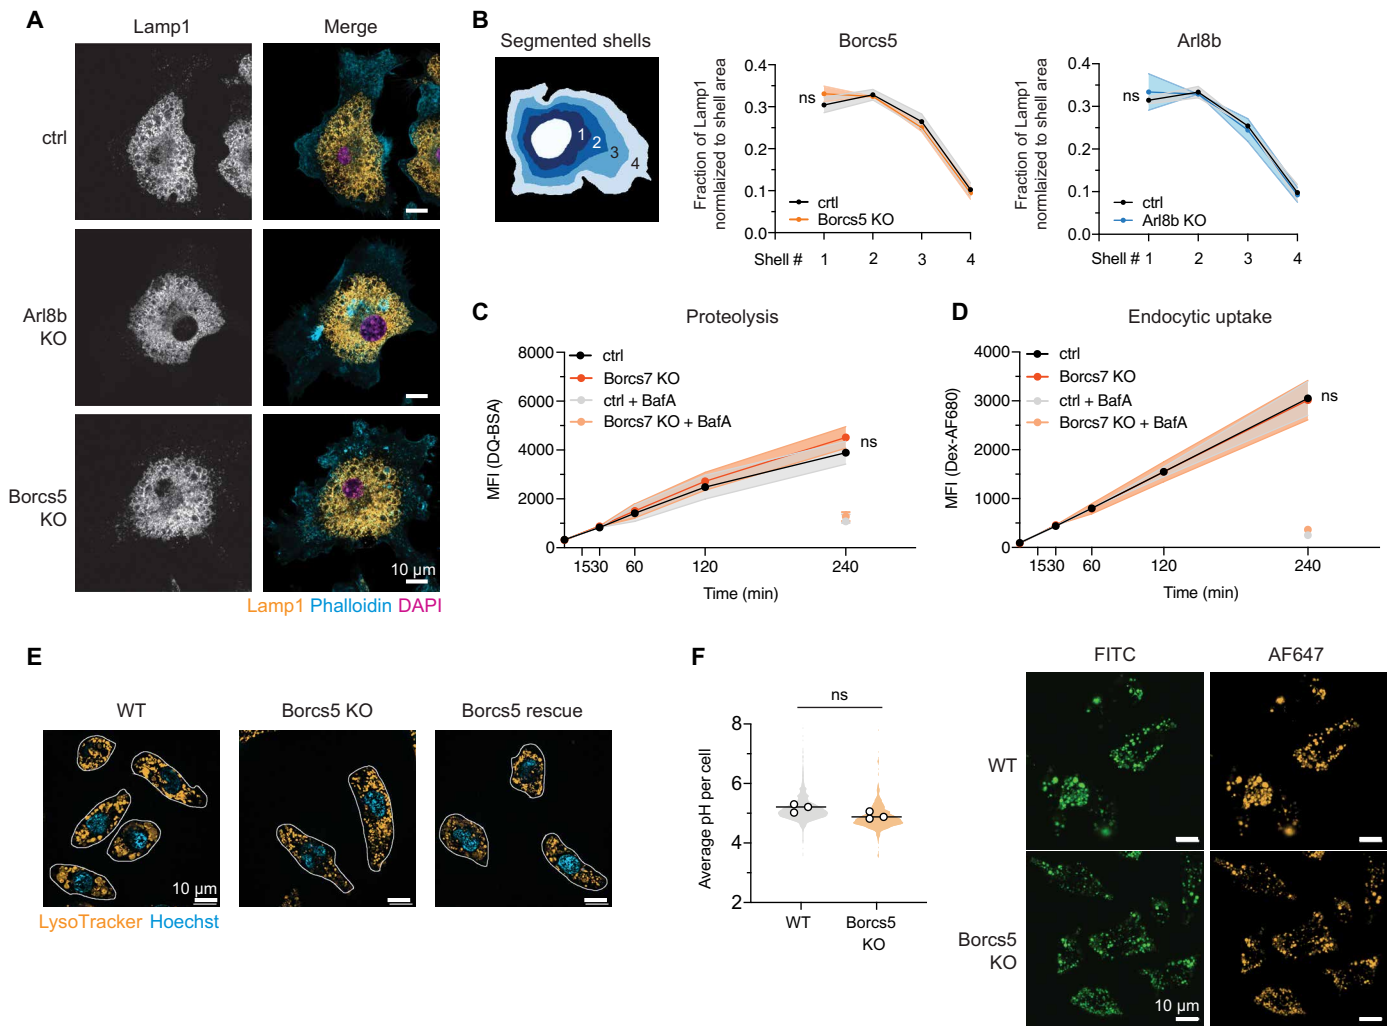 A
Lamp1
Merge
ctrl
Arl8b
KO
Borcs5
KO
10 µm
Lamp1 Phalloidin DAPI
B
Segmented shells
1
2
3
4
Borcs5
Fraction of Lamp1
normlaized to shell area
0.4
0.3
0.2
0.1
0.0
ns
crtl
Borcs5 KO
Shell # 1 2 3 4
Arl8b
Fraction of Lamp1
normlaized to shell area
0.4
0.3
0.2
0.1
0.0
ns
ctrl
Arl8b KO
Shell # 1 2 3 4
C
Proteolysis
MFI (DQ-BSA)
8000
6000
4000
2000
0
ctrl
Borcs7 KO
ctrl + BafA
Borcs7 KO + BafA
ns
1530 60 120 240
Time (min)
D
Endocytic uptake
MFI (Dex-AF680)
4000
3000
2000
1000
0
ctrl
Borcs7 KO
ctrl + BafA
Borcs7 KO + BafA
ns
1530 60 120 240
Time (min)
E
WT
Borcs5 KO
Borcs5 rescue
10 µm
LysoTracker Hoechst
F
ns
Average pH per cell
8
6
4
2
WT
Borcs5
KO
FITC
AF647
WT
Borcs5
KO
10 µm